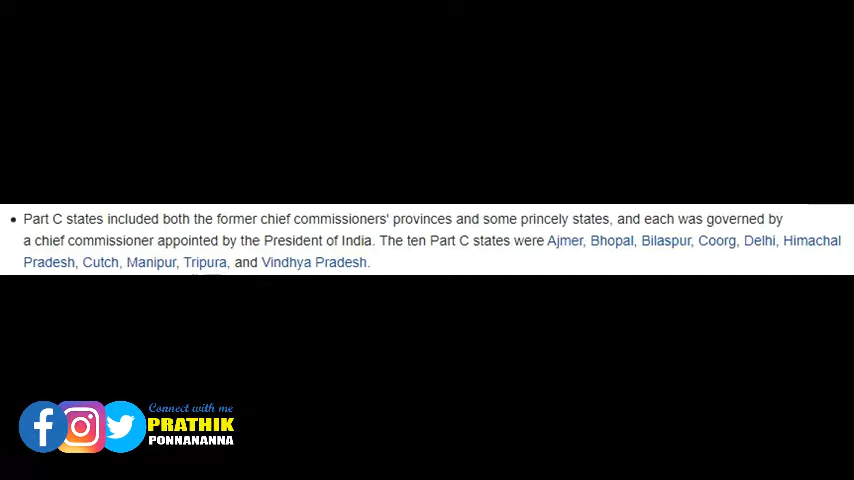 • Part C states included both the former chief commissioners' provinces and some princely states, and each was governed by
a chief commissioner appointed by the President of India. The ten Part C states were Ajmer, Bhopal, Bilaspur, Coorg, Delhi, Himachal
Pradesh, Cutch, Manipur, Tripura, and Vindhya Pradesh.
Connect with me
PRATHIK
PONNANANNA